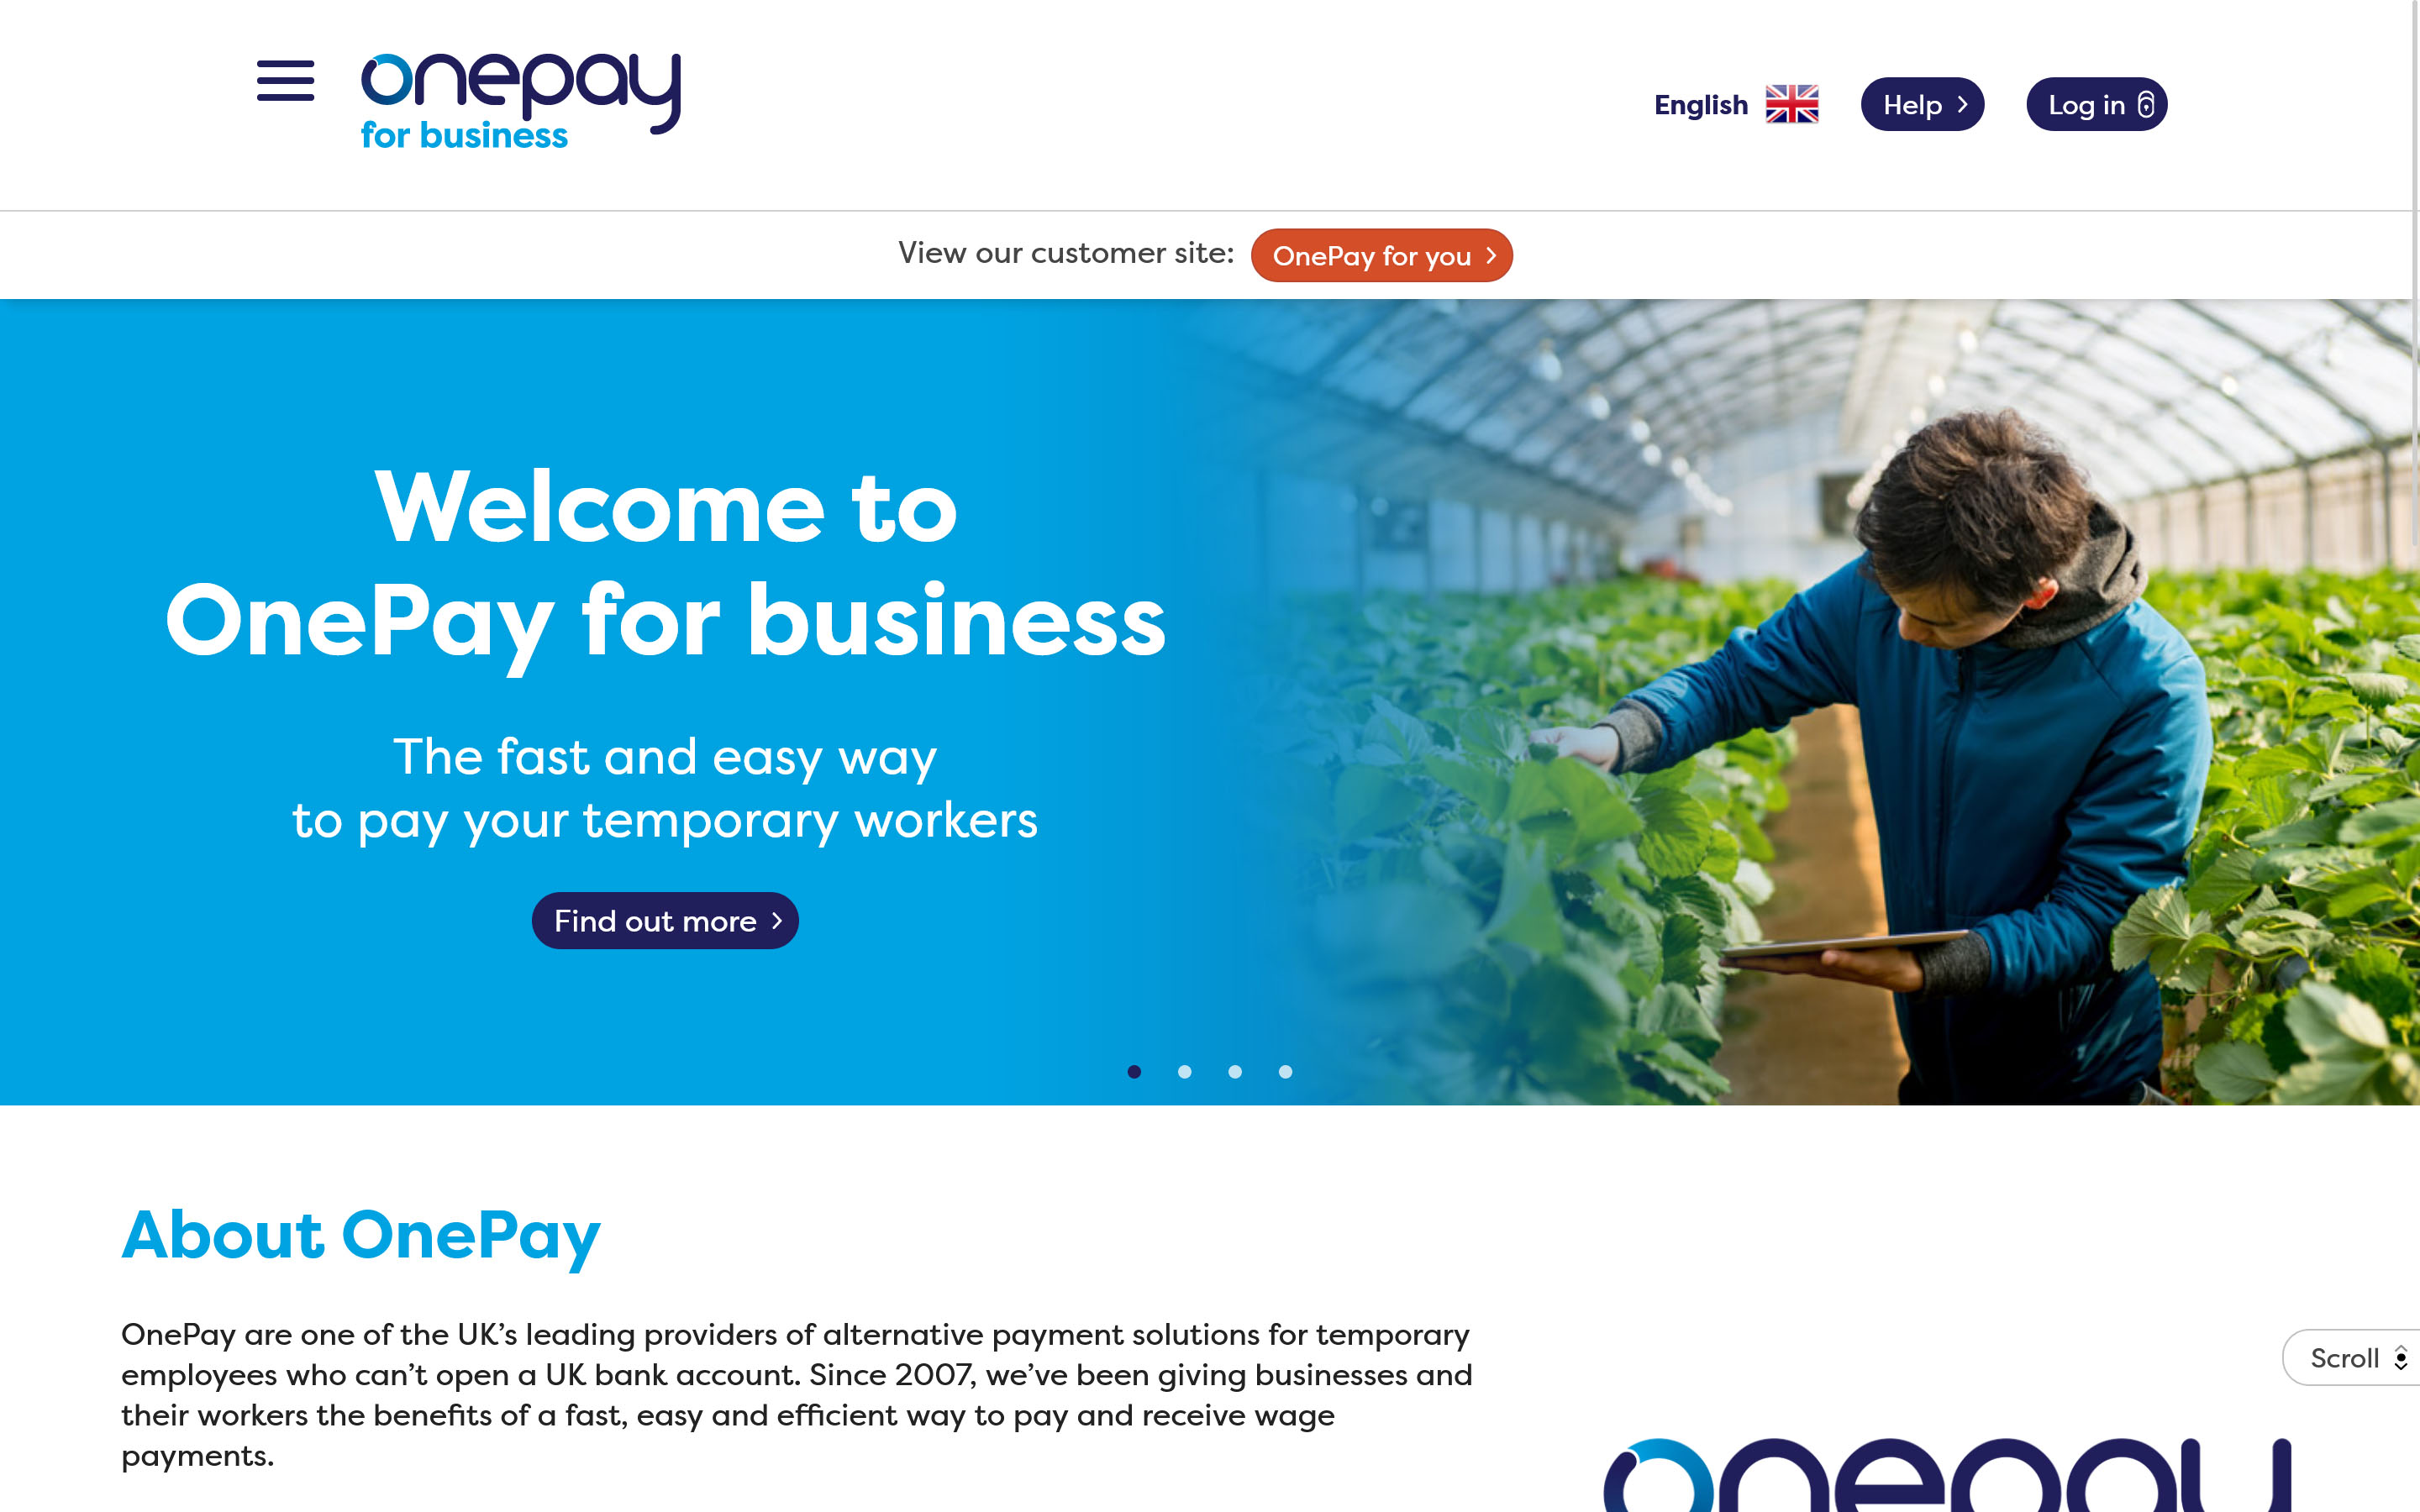 onepay
for business
English
Help
Log in
View our customer site:
OnePay for you
Welcome to
OnePay for business
The fast and easy way
to pay your temporary workers
Find out more
About OnePay
OnePay are one of the UK’s leading providers of alternative payment solutions for temporary
employees who can’t open a UK bank account. Since 2007, we’ve been giving businesses and
their workers the benefits of a fast, easy and efficient way to pay and receive wage
payments.
Scroll
onepay